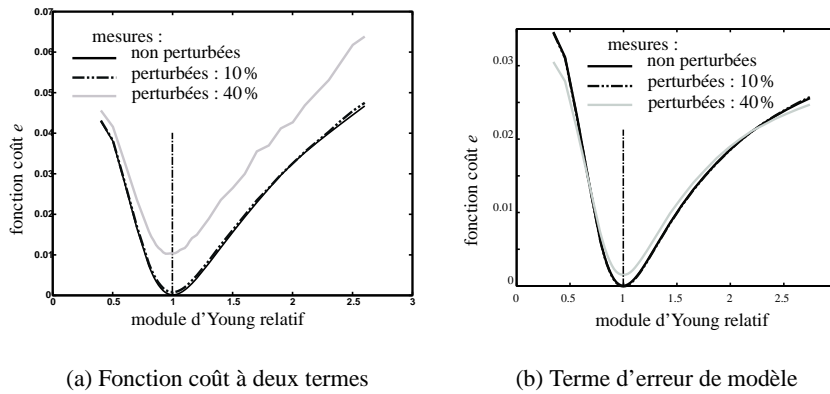 0.07
0.06
0.05
0.04
0.03
0.02
0.01
0
fonction coût e
mesures :
non perturbées
perturbées : 10%
perturbées : 40%
0 0.5 1 1.5 2 2.5 3
module d'Young relatif
(a) Fonction coût à deux termes
0.03
0.02
0.01
0
fonction coût e
mesures :
non perturbées
perturbées : 10%
perturbées : 40%
0 0.5 1 1.5 2 2.5
module d'Young relatif
(b) Terme d'erreur de modèle